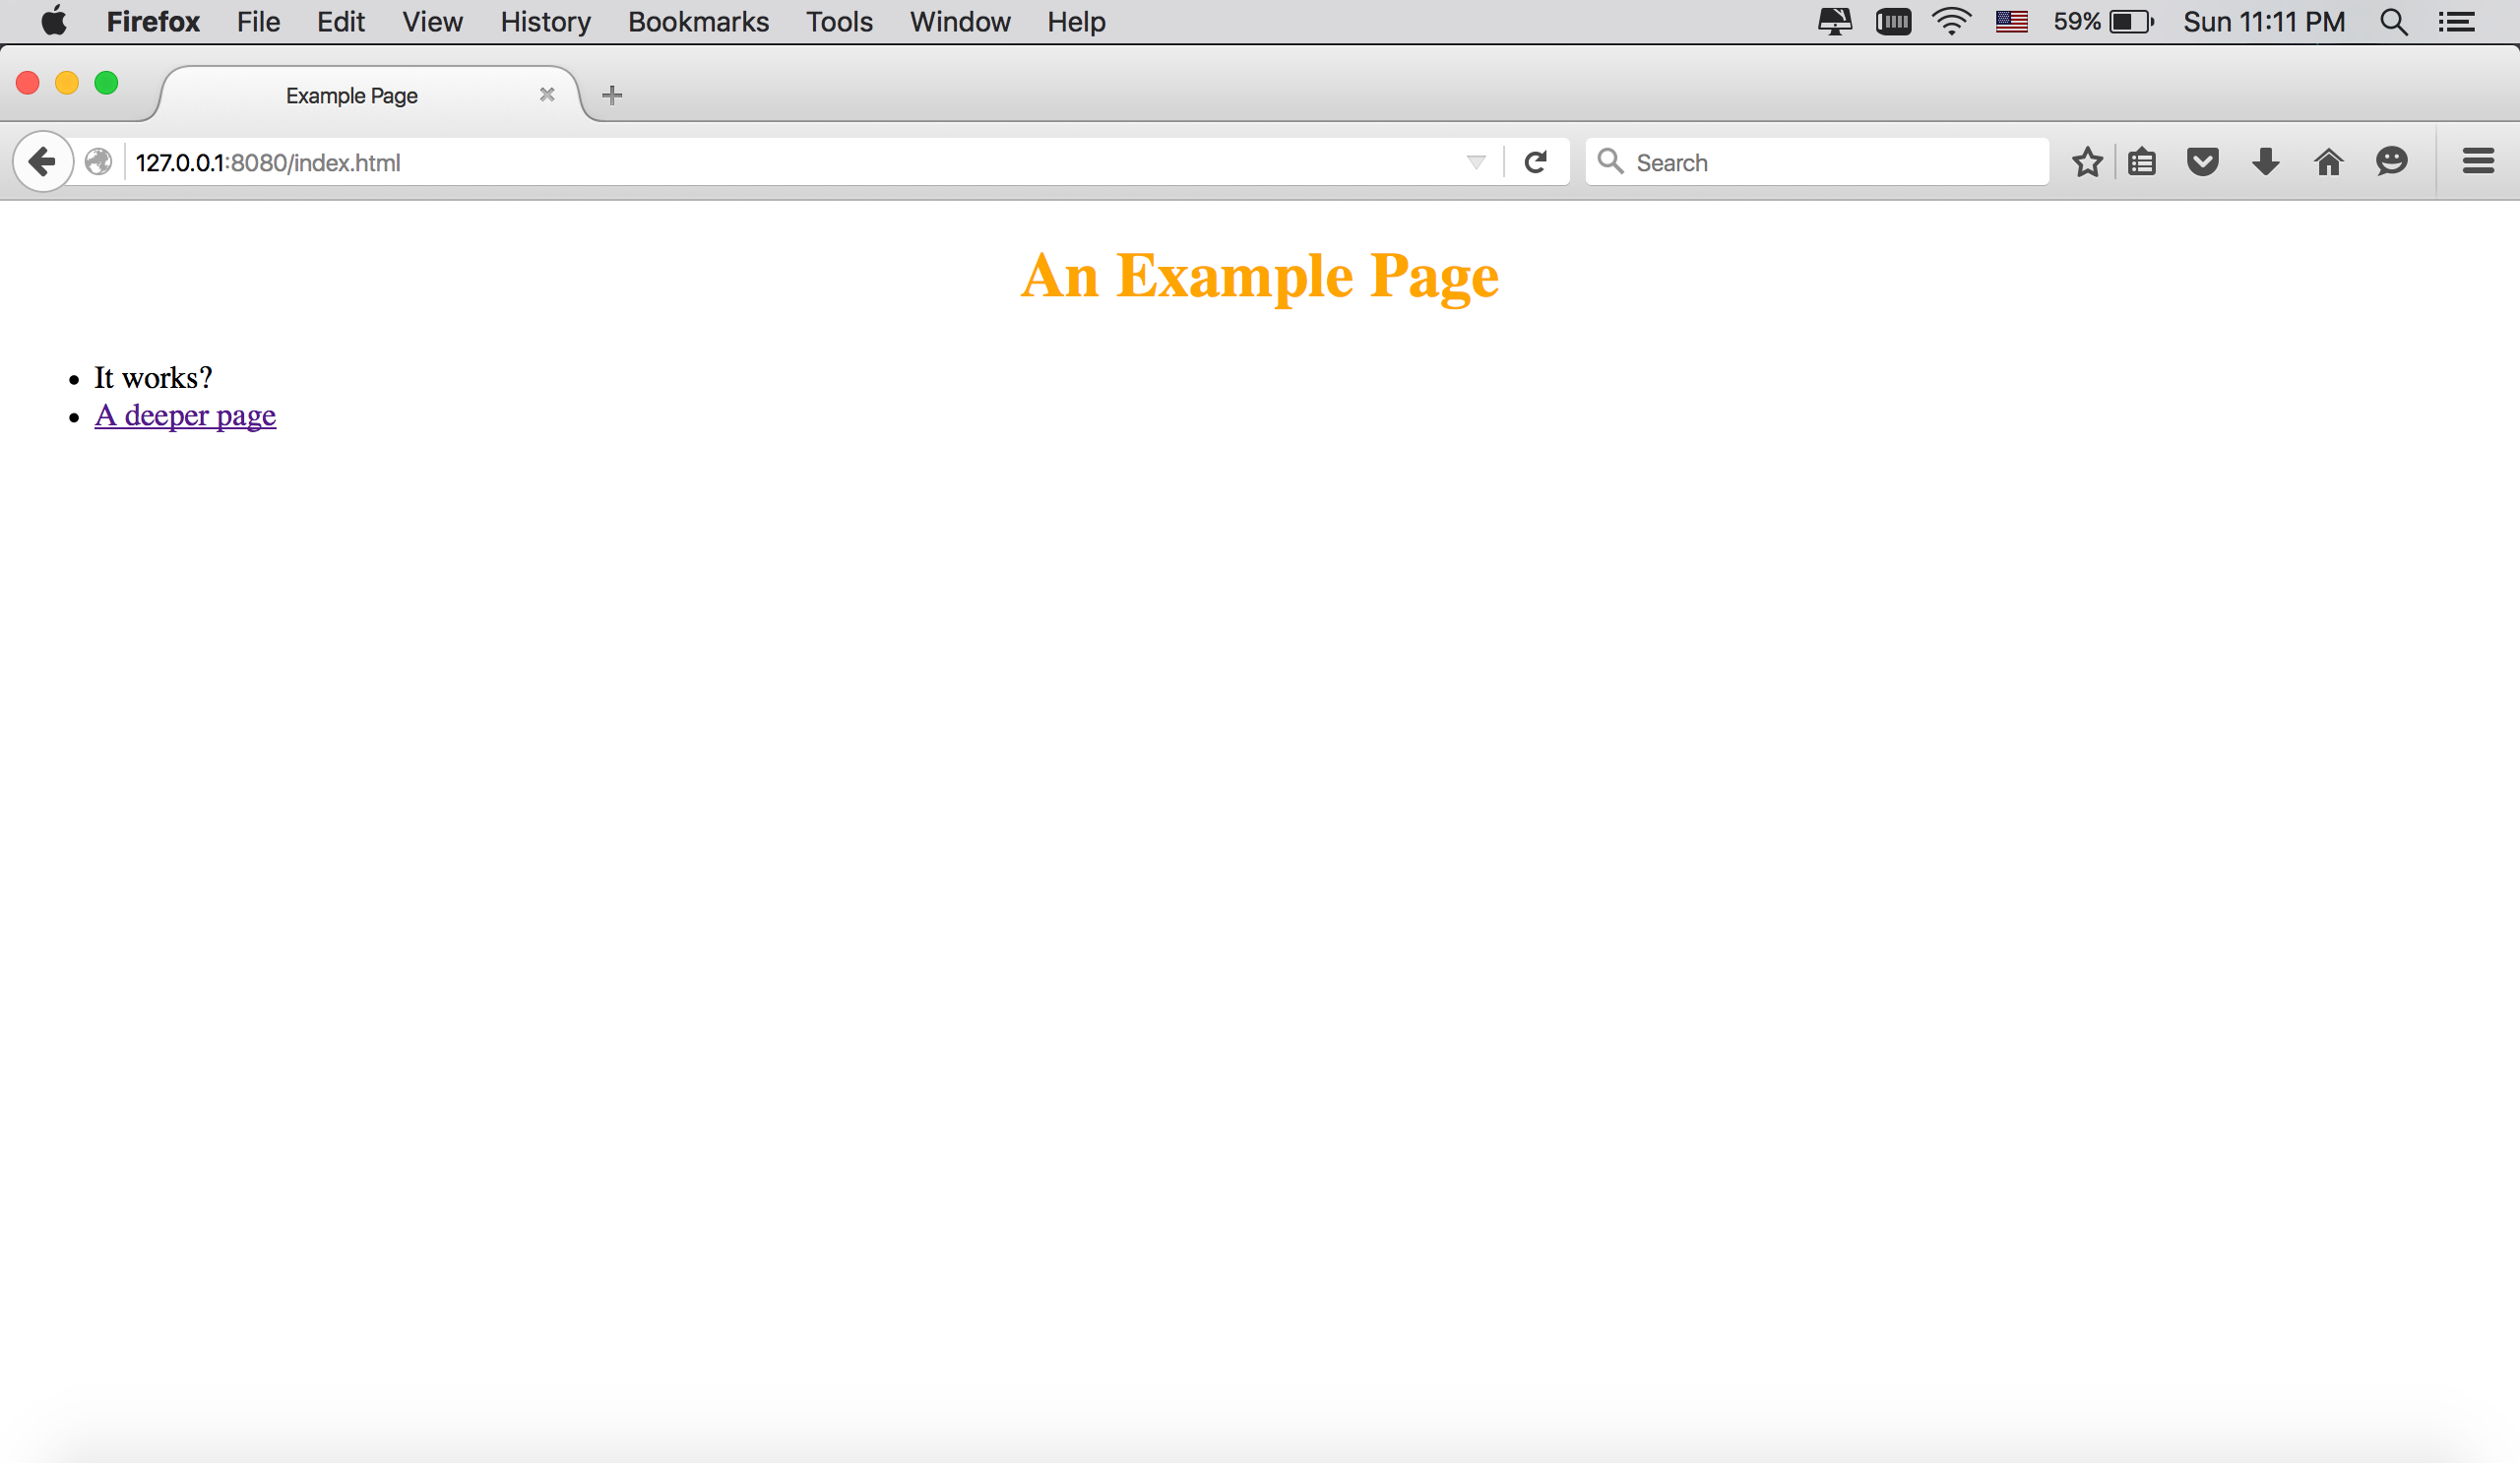 Firefox File Edit View History Bookmarks Tools Window Help 59% Sun 11:11 PM
Example Page
127.0.0.1:8080/index.html Search
An Example Page
It works?
A deeper page